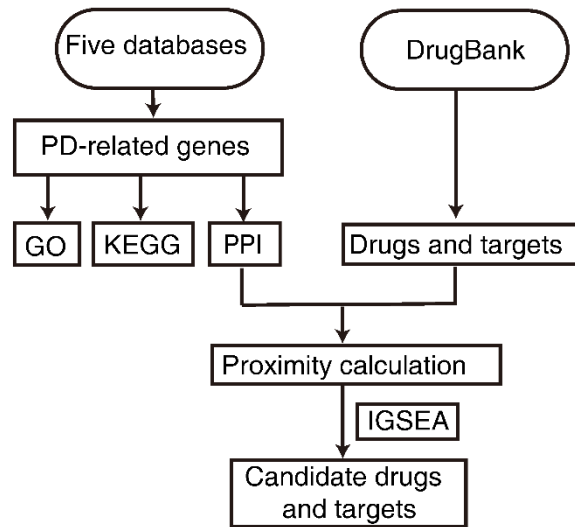 Five databases
DrugBank
PD-related genes
GO
KEGG
PPI
Drugs and targets
Proximity calculation
IGSEA
Candidate drugs
and targets